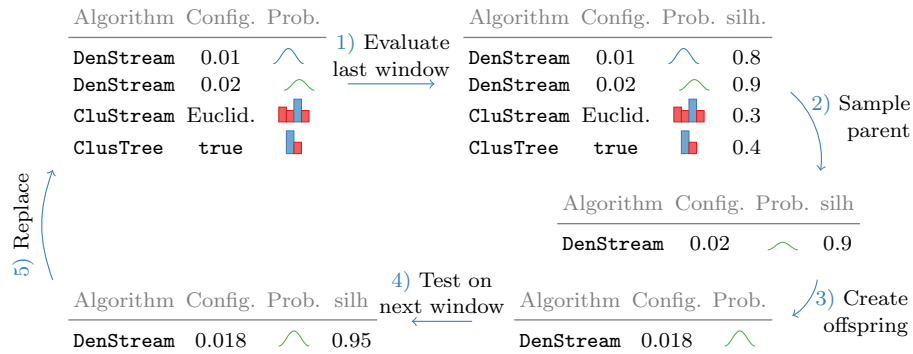 Algorithm Config. Prob.
DenStream 0.01
DenStream 0.02
CluStream Euclid.
ClusTree true
1) Evaluate
last window
Algorithm Config. Prob. silh.
DenStream 0.01 0.8
DenStream 0.02 0.9
CluStream Euclid. 0.3
ClusTree true 0.4
2) Sample
parent
Algorithm Config. Prob. silh
DenStream 0.02 0.9
3) Create
offspring
Algorithm Config. Prob.
DenStream 0.018
4) Test on
next window
Algorithm Config. Prob. silh
DenStream 0.018 0.95
5) Replace